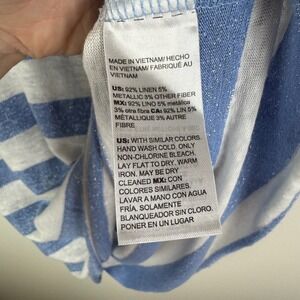 MADE IN VIETNAM/ HECHO
EN VIETNAM/ FABRIQUÉ AU
VIETNAM
US: 92% LINEN 5%
METALLIC 3% OTHER FIBER
MX: 92% LINO 5% metálico
3% otre fibre CA: 92% LIN 5%
MÉTALLIQUE 3% AUTRE
FIBRE
US: WITH SIMILAR COLORS.
HAND WASH COLD. ONLY
NON-CHLORINE BLEACH.
LAY FLAT TO DRY. WARM
IRON. MAY BE DRY
CLEANED MX: CON
COLORES SIMILARES.
LAVAR A MANO CON AGUA
FRÍA. SOLAMENTE
BLANQUEADOR SIN CLORO.
PONER EN UN LUGAR